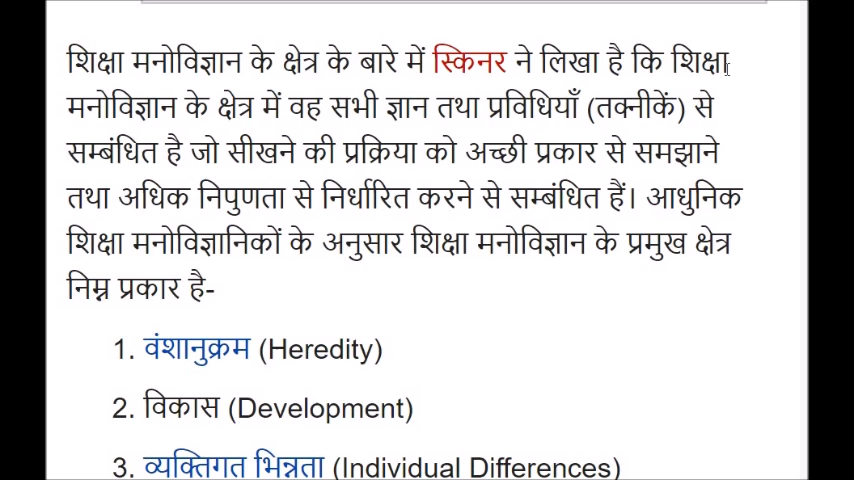 शिक्षा मनोविज्ञान के क्षेत्र के बारे में स्किनर ने लिखा है कि शिक्षा
मनोविज्ञान के क्षेत्र में वह सभी ज्ञान तथा प्रविधियाँ (तक्नीकें) से
सम्बंधित है जो सीखने की प्रक्रिया को अच्छी प्रकार से समझाने
तथा अधिक निपुणता से निर्धारित करने से सम्बंधित हैं। आधुनिक
शिक्षा मनोविज्ञानिकों के अनुसार शिक्षा मनोविज्ञान के प्रमुख क्षेत्र
निम्न प्रकार है-
1. वंशानुक्रम (Heredity)
2. विकास (Development)
3. व्यक्तिगत भिन्नता (Individual Differences)